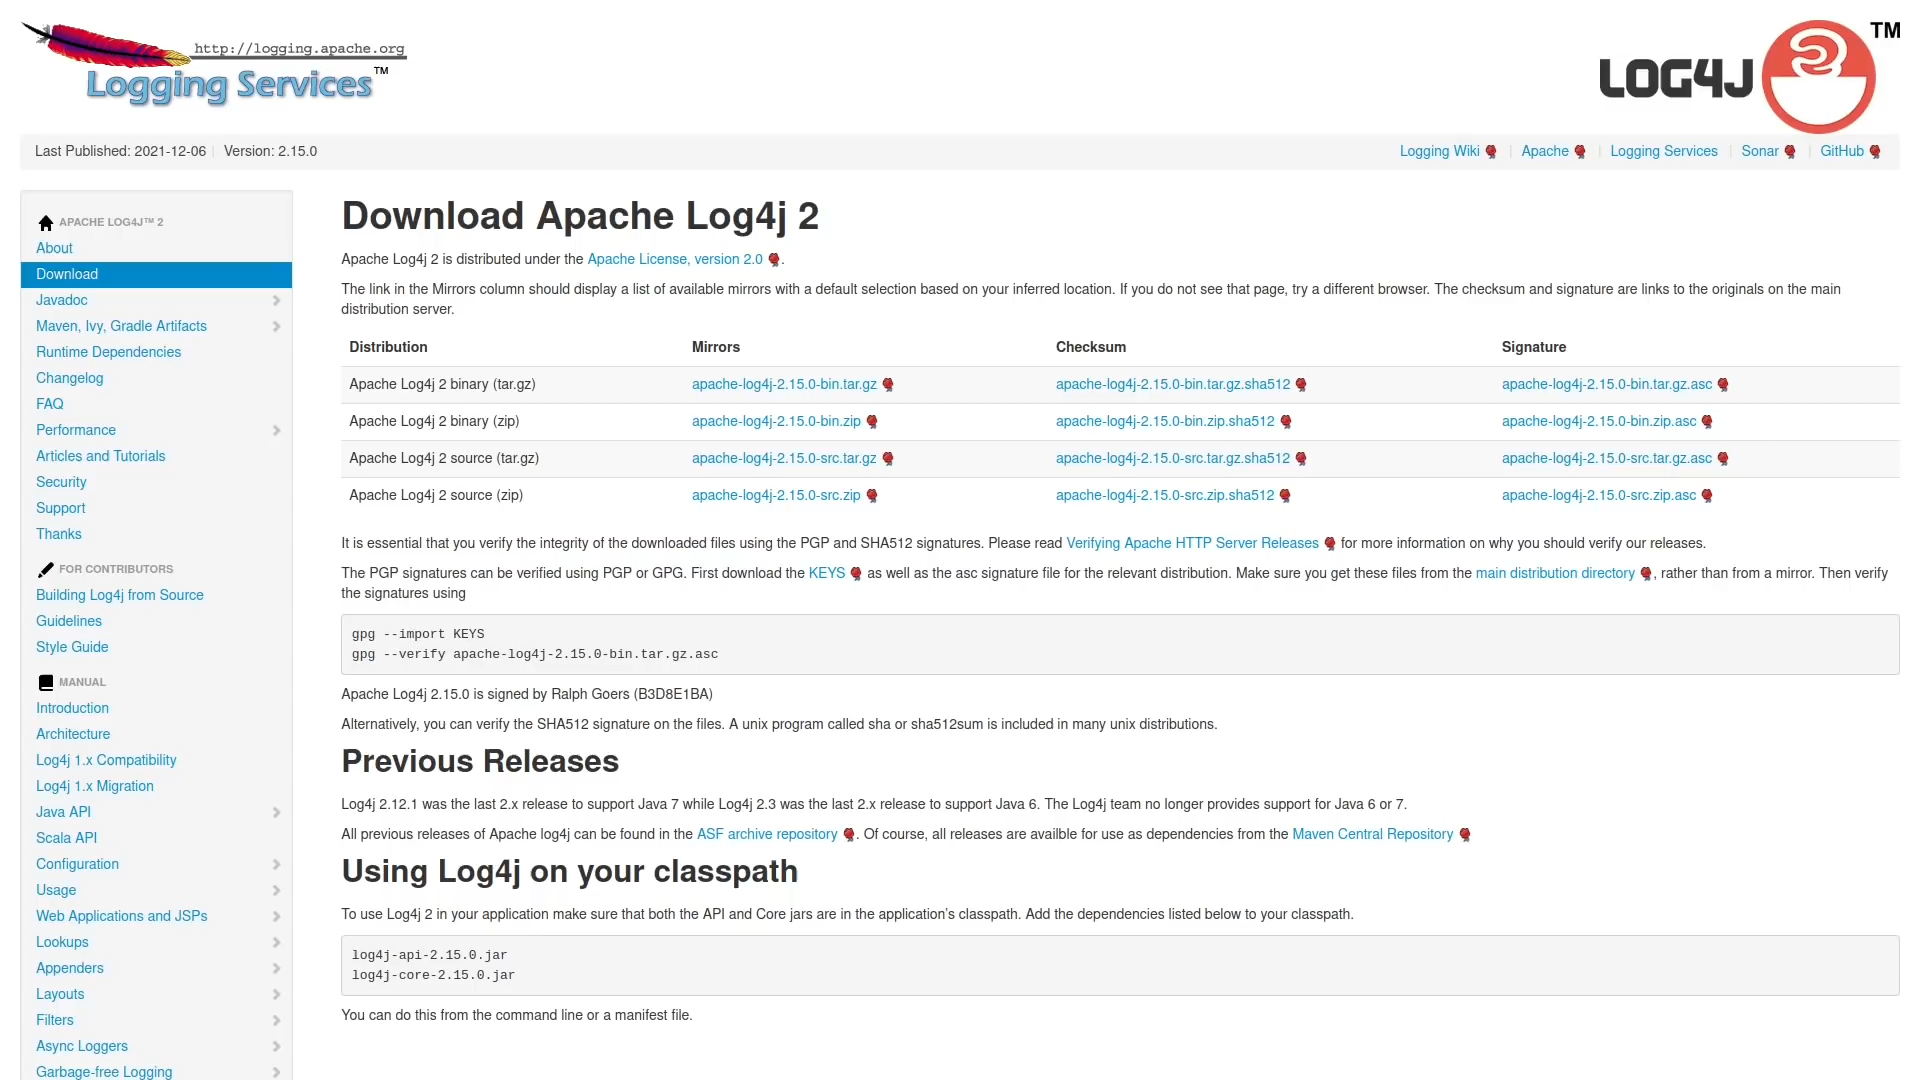 http://logging.apache.org
Logging Services™
LOG4J 2 TM
Last Published: 2021-12-06 | Version: 2.15.0
Logging Wiki | Apache | Logging Services | Sonar | GitHub
APACHE LOG4J™ 2
About
Download
Javadoc
Maven, Ivy, Gradle Artifacts
Runtime Dependencies
Changelog
FAQ
Performance
Articles and Tutorials
Security
Support
Thanks
FOR CONTRIBUTORS
Building Log4j from Source
Guidelines
Style Guide
MANUAL
Introduction
Architecture
Log4j 1.x Compatibility
Log4j 1.x Migration
Java API
Scala API
Configuration
Usage
Web Applications and JSPs
Lookups
Appenders
Layouts
Filters
Async Loggers
Garbage-free Logging
Download Apache Log4j 2
Apache Log4j 2 is distributed under the Apache License, version 2.0 .
The link in the Mirrors column should display a list of available mirrors with a default selection based on your inferred location. If you do not see that page, try a different browser. The checksum and signature are links to the originals on the main
distribution server.
Distribution Mirrors Checksum Signature
Apache Log4j 2 binary (tar.gz) apache-log4j-2.15.0-bin.tar.gz apache-log4j-2.15.0-bin.tar.gz.sha512 apache-log4j-2.15.0-bin.tar.gz.asc
Apache Log4j 2 binary (zip) apache-log4j-2.15.0-bin.zip apache-log4j-2.15.0-bin.zip.sha512 apache-log4j-2.15.0-bin.zip.asc
Apache Log4j 2 source (tar.gz) apache-log4j-2.15.0-src.tar.gz apache-log4j-2.15.0-src.tar.gz.sha512 apache-log4j-2.15.0-src.tar.gz.asc
Apache Log4j 2 source (zip) apache-log4j-2.15.0-src.zip apache-log4j-2.15.0-src.zip.sha512 apache-log4j-2.15.0-src.zip.asc
It is essential that you verify the integrity of the downloaded files using the PGP and SHA512 signatures. Please read Verifying Apache HTTP Server Releases for more information on why you should verify our releases.
The PGP signatures can be verified using PGP or GPG. First download the KEYS as well as the asc signature file for the relevant distribution. Make sure you get these files from the main distribution directory , rather than from a mirror. Then verify
the signatures using
gpg --import KEYS
gpg --verify apache-log4j-2.15.0-bin.tar.gz.asc
Apache Log4j 2.15.0 is signed by Ralph Goers (B3D8E1BA)
Alternatively, you can verify the SHA512 signature on the files. A unix program called sha or sha512sum is included in many unix distributions.
Previous Releases
Log4j 2.12.1 was the last 2.x release to support Java 7 while Log4j 2.3 was the last 2.x release to support Java 6. The Log4j team no longer provides support for Java 6 or 7.
All previous releases of Apache log4j can be found in the ASF archive repository . Of course, all releases are availble for use as dependencies from the Maven Central Repository
Using Log4j on your classpath
To use Log4j 2 in your application make sure that both the API and Core jars are in the application’s classpath. Add the dependencies listed below to your classpath.
log4j-api-2.15.0.jar
log4j-core-2.15.0.jar
You can do this from the command line or a manifest file.